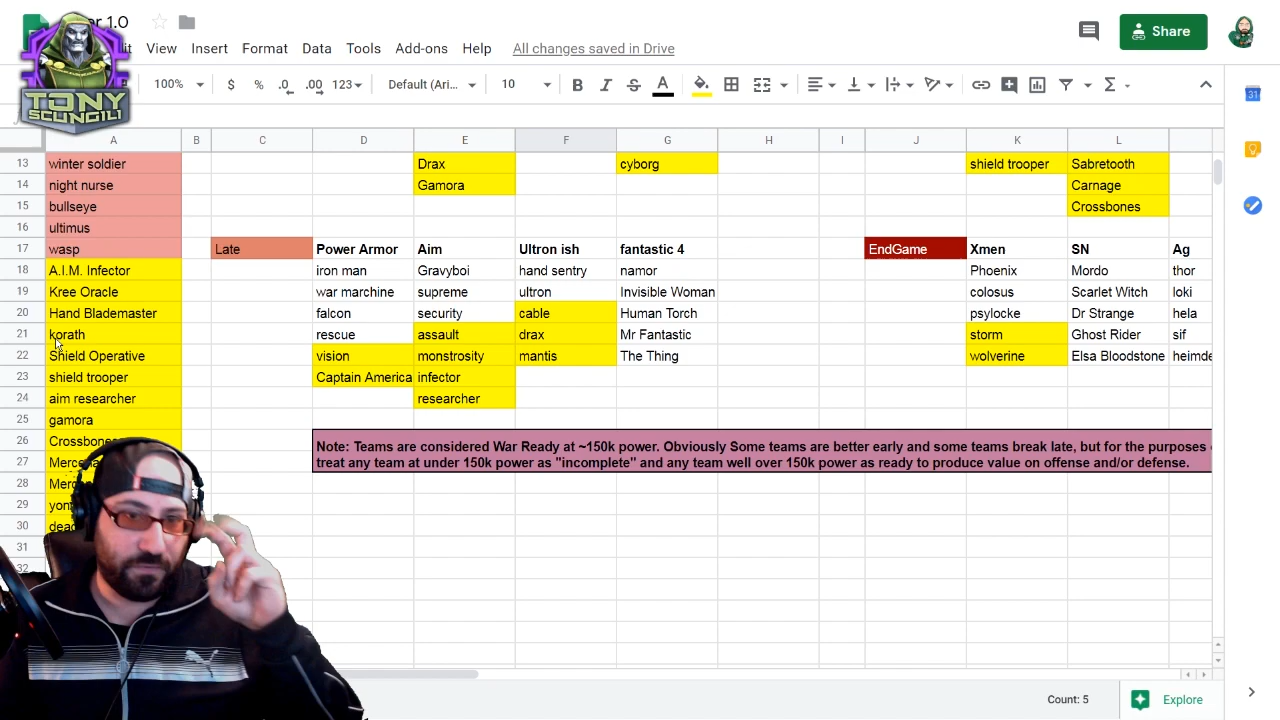 er 1.0
it View Insert Format Data Tools Add-ons Help All changes saved in Drive
Share
TONY
SCUNGILI
100% $ % .0 .00 123 Default (Ari... 10 B I S A Σ
31
A B C D E F G H I J K L
13 winter soldier Drax cyborg shield trooper Sabretooth
14 night nurse Gamora Carnage
15 bullseye Crossbones
16 ultimus
17 wasp Late Power Armor Aim Ultron ish fantastic 4 EndGame Xmen SN Ag
18 A.I.M. Infector iron man Gravyboi hand sentry namor Phoenix Mordo thor
19 Kree Oracle war marchine supreme ultron Invisible Woman colosus Scarlet Witch loki
20 Hand Blademaster falcon security cable Human Torch psylocke Dr Strange hela
21 korath rescue assault drax Mr Fantastic storm Ghost Rider sif
22 Shield Operative vision monstrosity mantis The Thing wolverine Elsa Bloodstone heimde
23 shield trooper Captain America infector
24 aim researcher researcher
25 gamora
26 Crossbones Note: Teams are considered War Ready at ~150k power. Obviously Some teams are better early and some teams break late, but for the purposes
27 Merce treat any team at under 150k power as "incomplete" and any team well over 150k power as ready to produce value on offense and/or defense.
28 Merc
29 yon
30 dead
31
32
Count: 5 Explore